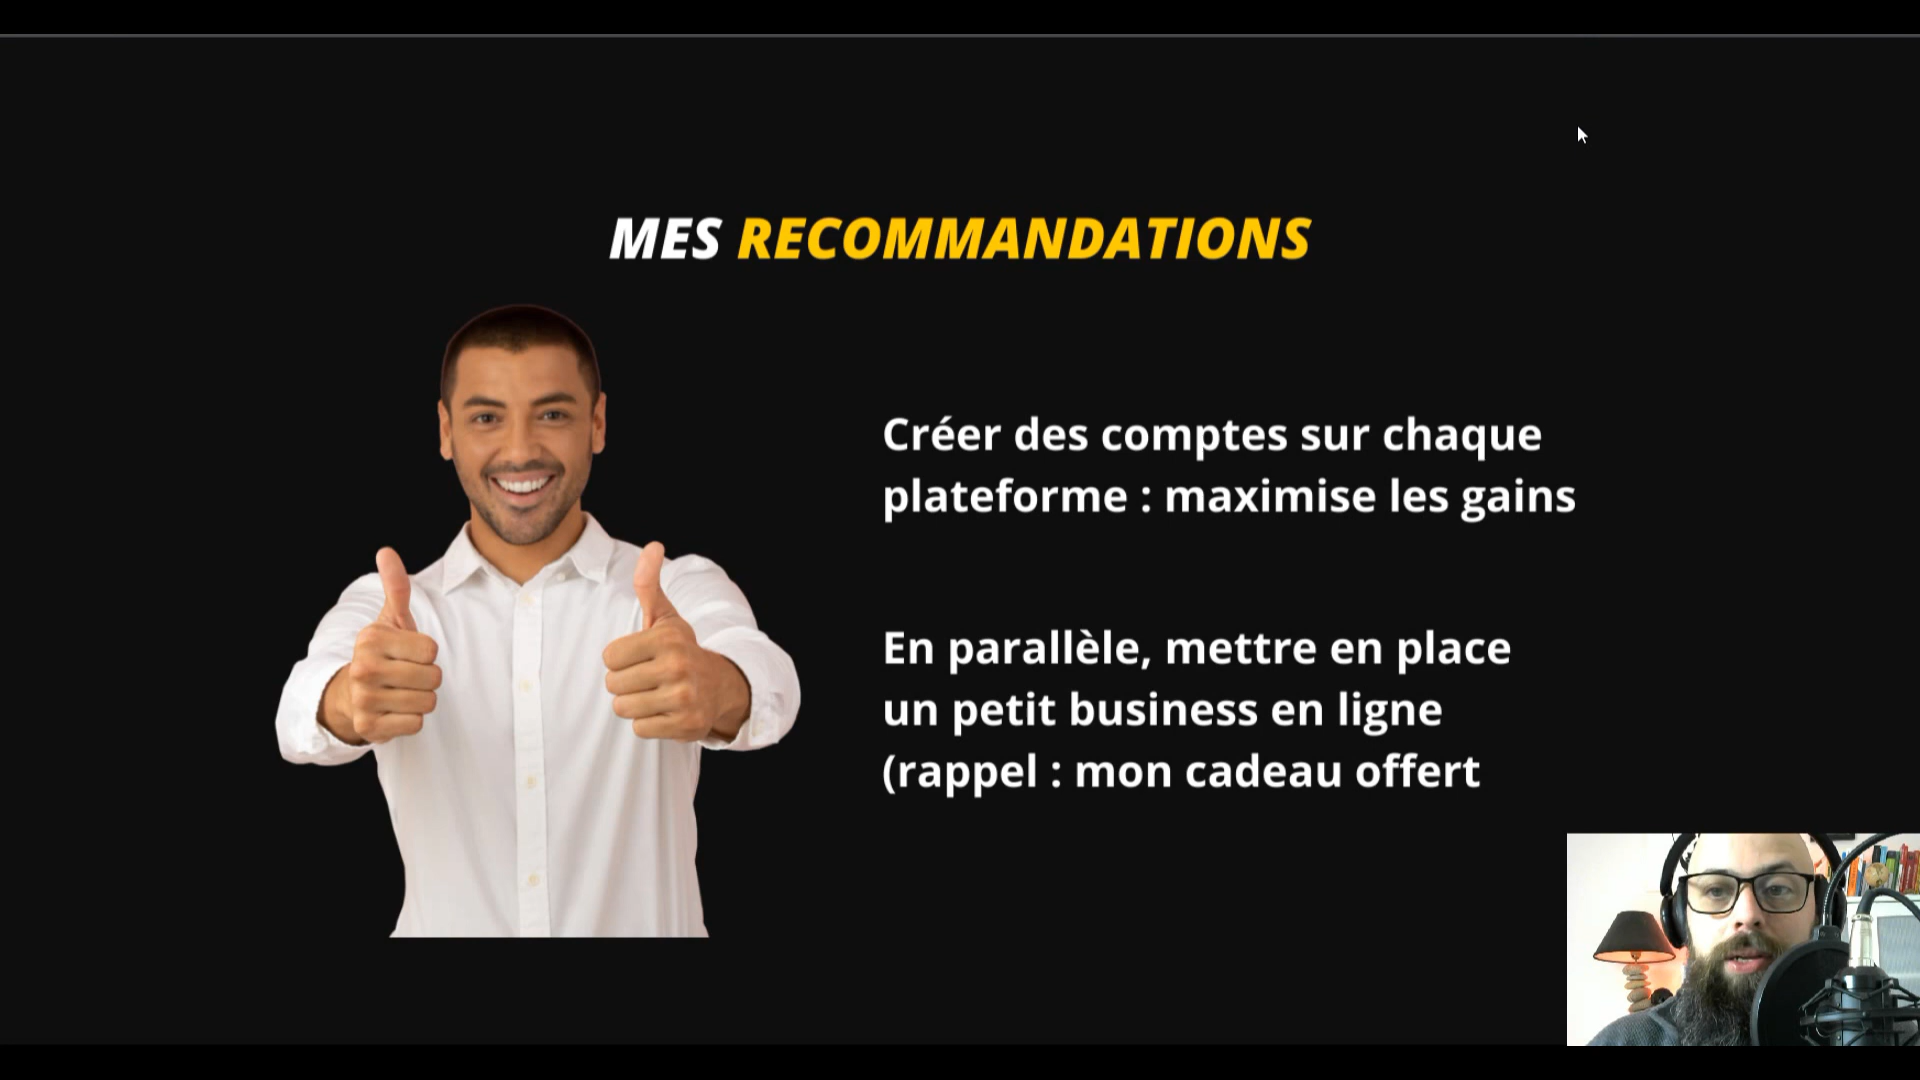 MES RECOMMANDATIONS
Créer des comptes sur chaque
plateforme : maximise les gains
En parallèle, mettre en place
un petit business en ligne
(rappel : mon cadeau offert